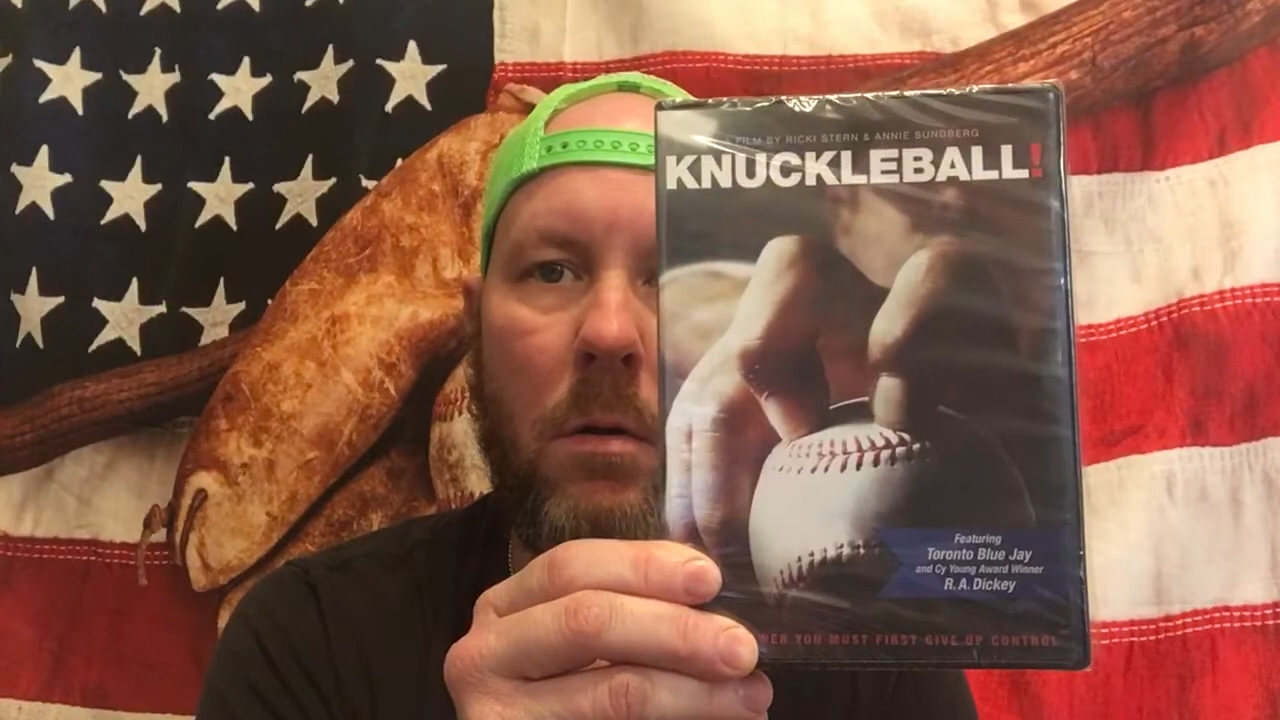 A FILM BY RICKI STERN & ANNIE SUNDBERG
KNUCKLEBALL!
Featuring
Toronto Blue Jay
and Cy Young Award Winner
R.A. Dickey
YOU MUST FIRST GIVE UP CONTROL